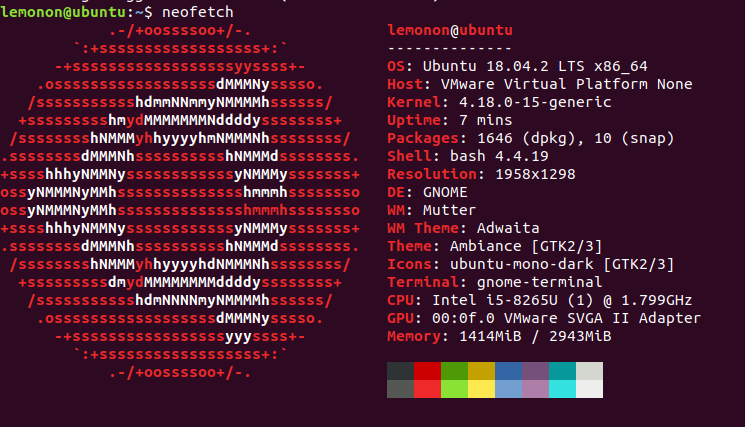 lemonon@ubuntu:~$ neofetch
.-/+oossssoo+/-.
`:+ssssssssssssssssss+:`
-+ssssssssssssssssssyyssss+-
.ossssssssssssssssssdMMMNysssso.
/ssssssssssshdmmNNmmyNMMMMhssssss/
+ssssssssshmydMMMMMMMNddddyssssssss+
/sssssssshNMMMyhhyyyyhmNMMMNhssssssss/
.ssssssssdMMMNhsssssssssshNMMMdssssssss.
+sssshhhyNMMNyssssssssssssyNMMMysssssss+
ossyNMMMNyMMhsssssssssssssshmmmhssssssso
ossyNMMMNyMMhsssssssssssssshmmmhssssssso
+sssshhhyNMMNyssssssssssssyNMMMysssssss+
.ssssssssdMMMNhsssssssssshNMMMdssssssss.
/sssssssshNMMMyhhyyyyhdNMMMNhssssssss/
+sssssssssdmydMMMMMMMMddddyssssssss+
/ssssssssssshdmNNNNmyNMMMMhssssss/
.ossssssssssssssssssdMMMNysssso.
-+sssssssssssssssssyyyssss+-
`:+ssssssssssssssssss+:`
.-/+oossssoo+/-.
lemonon@ubuntu
--------------
OS: Ubuntu 18.04.2 LTS x86_64
Host: VMware Virtual Platform None
Kernel: 4.18.0-15-generic
Uptime: 7 mins
Packages: 1646 (dpkg), 10 (snap)
Shell: bash 4.4.19
Resolution: 1958x1298
DE: GNOME
WM: Mutter
WM Theme: Adwaita
Theme: Ambiance [GTK2/3]
Icons: ubuntu-mono-dark [GTK2/3]
Terminal: gnome-terminal
CPU: Intel i5-8265U (1) @ 1.799GHz
GPU: 00:0f.0 VMware SVGA II Adapter
Memory: 1414MiB / 2943MiB